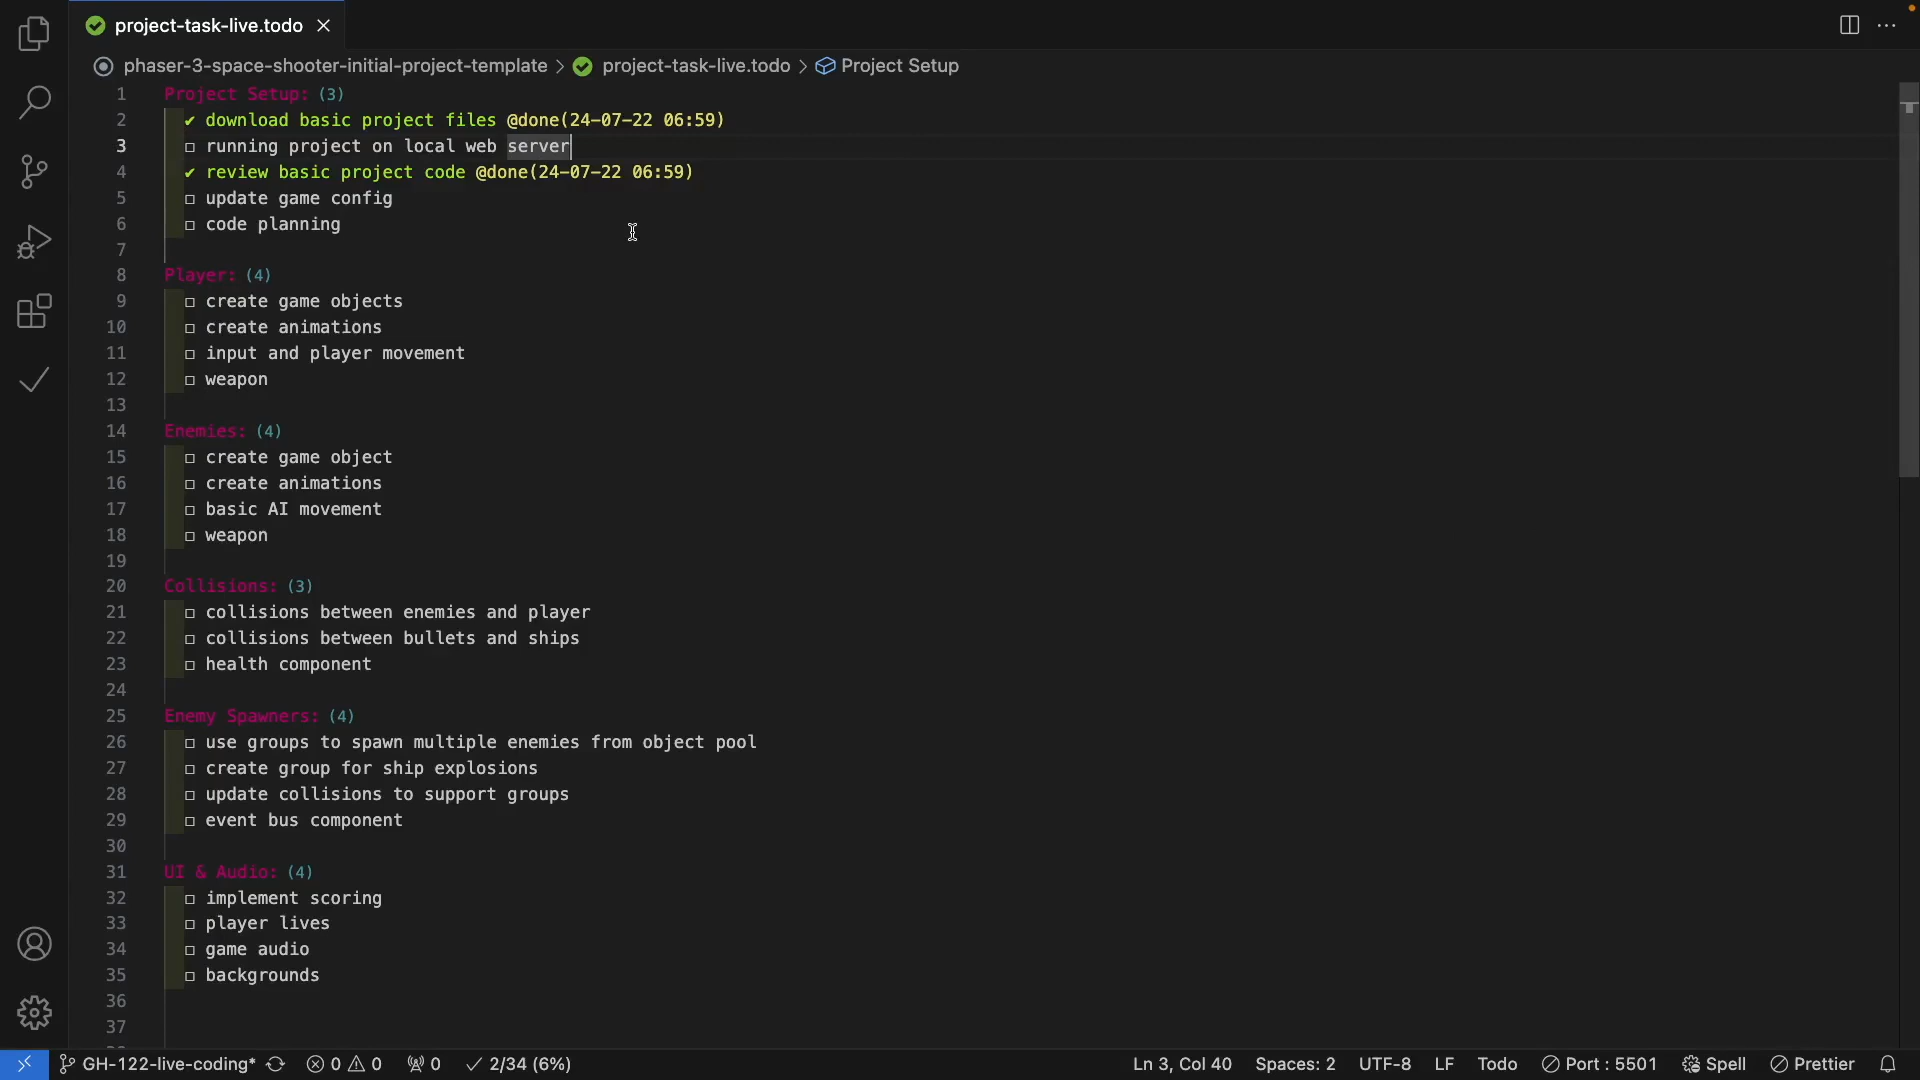 project-task-live.todo
phaser-3-space-shooter-initial-project-template > project-task-live.todo > Project Setup
1 Project Setup: (3)
2 ✔ download basic project files @done(24-07-22 06:59)
3 ☐ running project on local web server
4 ✔ review basic project code @done(24-07-22 06:59)
5 ☐ update game config
6 ☐ code planning
7
8 Player: (4)
9 ☐ create game objects
10 ☐ create animations
11 ☐ input and player movement
12 ☐ weapon
13
14 Enemies: (4)
15 ☐ create game object
16 ☐ create animations
17 ☐ basic AI movement
18 ☐ weapon
19
20 Collisions: (3)
21 ☐ collisions between enemies and player
22 ☐ collisions between bullets and ships
23 ☐ health component
24
25 Enemy Spawners: (4)
26 ☐ use groups to spawn multiple enemies from object pool
27 ☐ create group for ship explosions
28 ☐ update collisions to support groups
29 ☐ event bus component
30
31 UI & Audio: (4)
32 ☐ implement scoring
33 ☐ player lives
34 ☐ game audio
35 ☐ backgrounds
36
37
GH-122-live-coding* 0 0 0 ✓ 2/34 (6%) Ln 3, Col 40 Spaces: 2 UTF-8 LF Todo Port : 5501 Spell Prettier